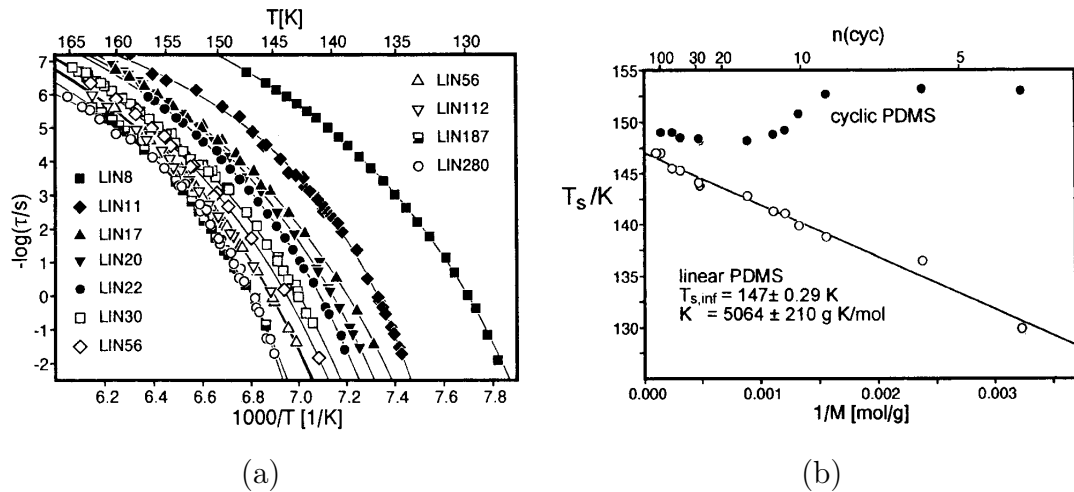 T[K]
165 160 155 150 145 140 135 130
7
6
5
4
3
2
1
0
-1
-2
-log(τ/s)
LIN56
LIN112
LIN187
LIN280
LIN8
LIN11
LIN17
LIN20
LIN22
LIN30
LIN56
6.2 6.4 6.6 6.8 7.0 7.2 7.4 7.6 7.8
1000/T [1/K]
(a)
n(cyc)
100 30 20 10 5
155
150
145
140
135
130
T_s/K
cyclic PDMS
linear PDMS
T_s,inf = 147± 0.29 K
K = 5064 ± 210 g K/mol
0.000 0.001 0.002 0.003
1/M [mol/g]
(b)